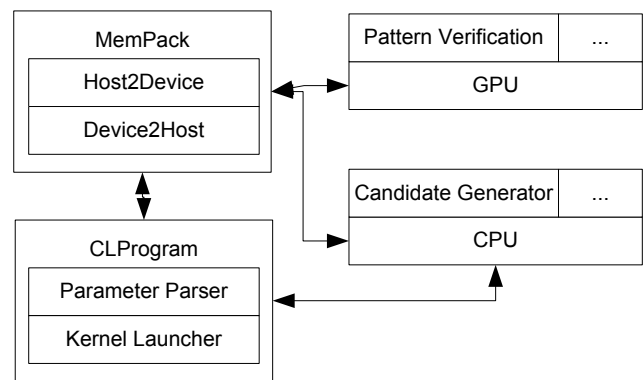 MemPack
Host2Device
Device2Host
Pattern Verification
...
GPU
Candidate Generator
...
CPU
CLProgram
Parameter Parser
Kernel Launcher